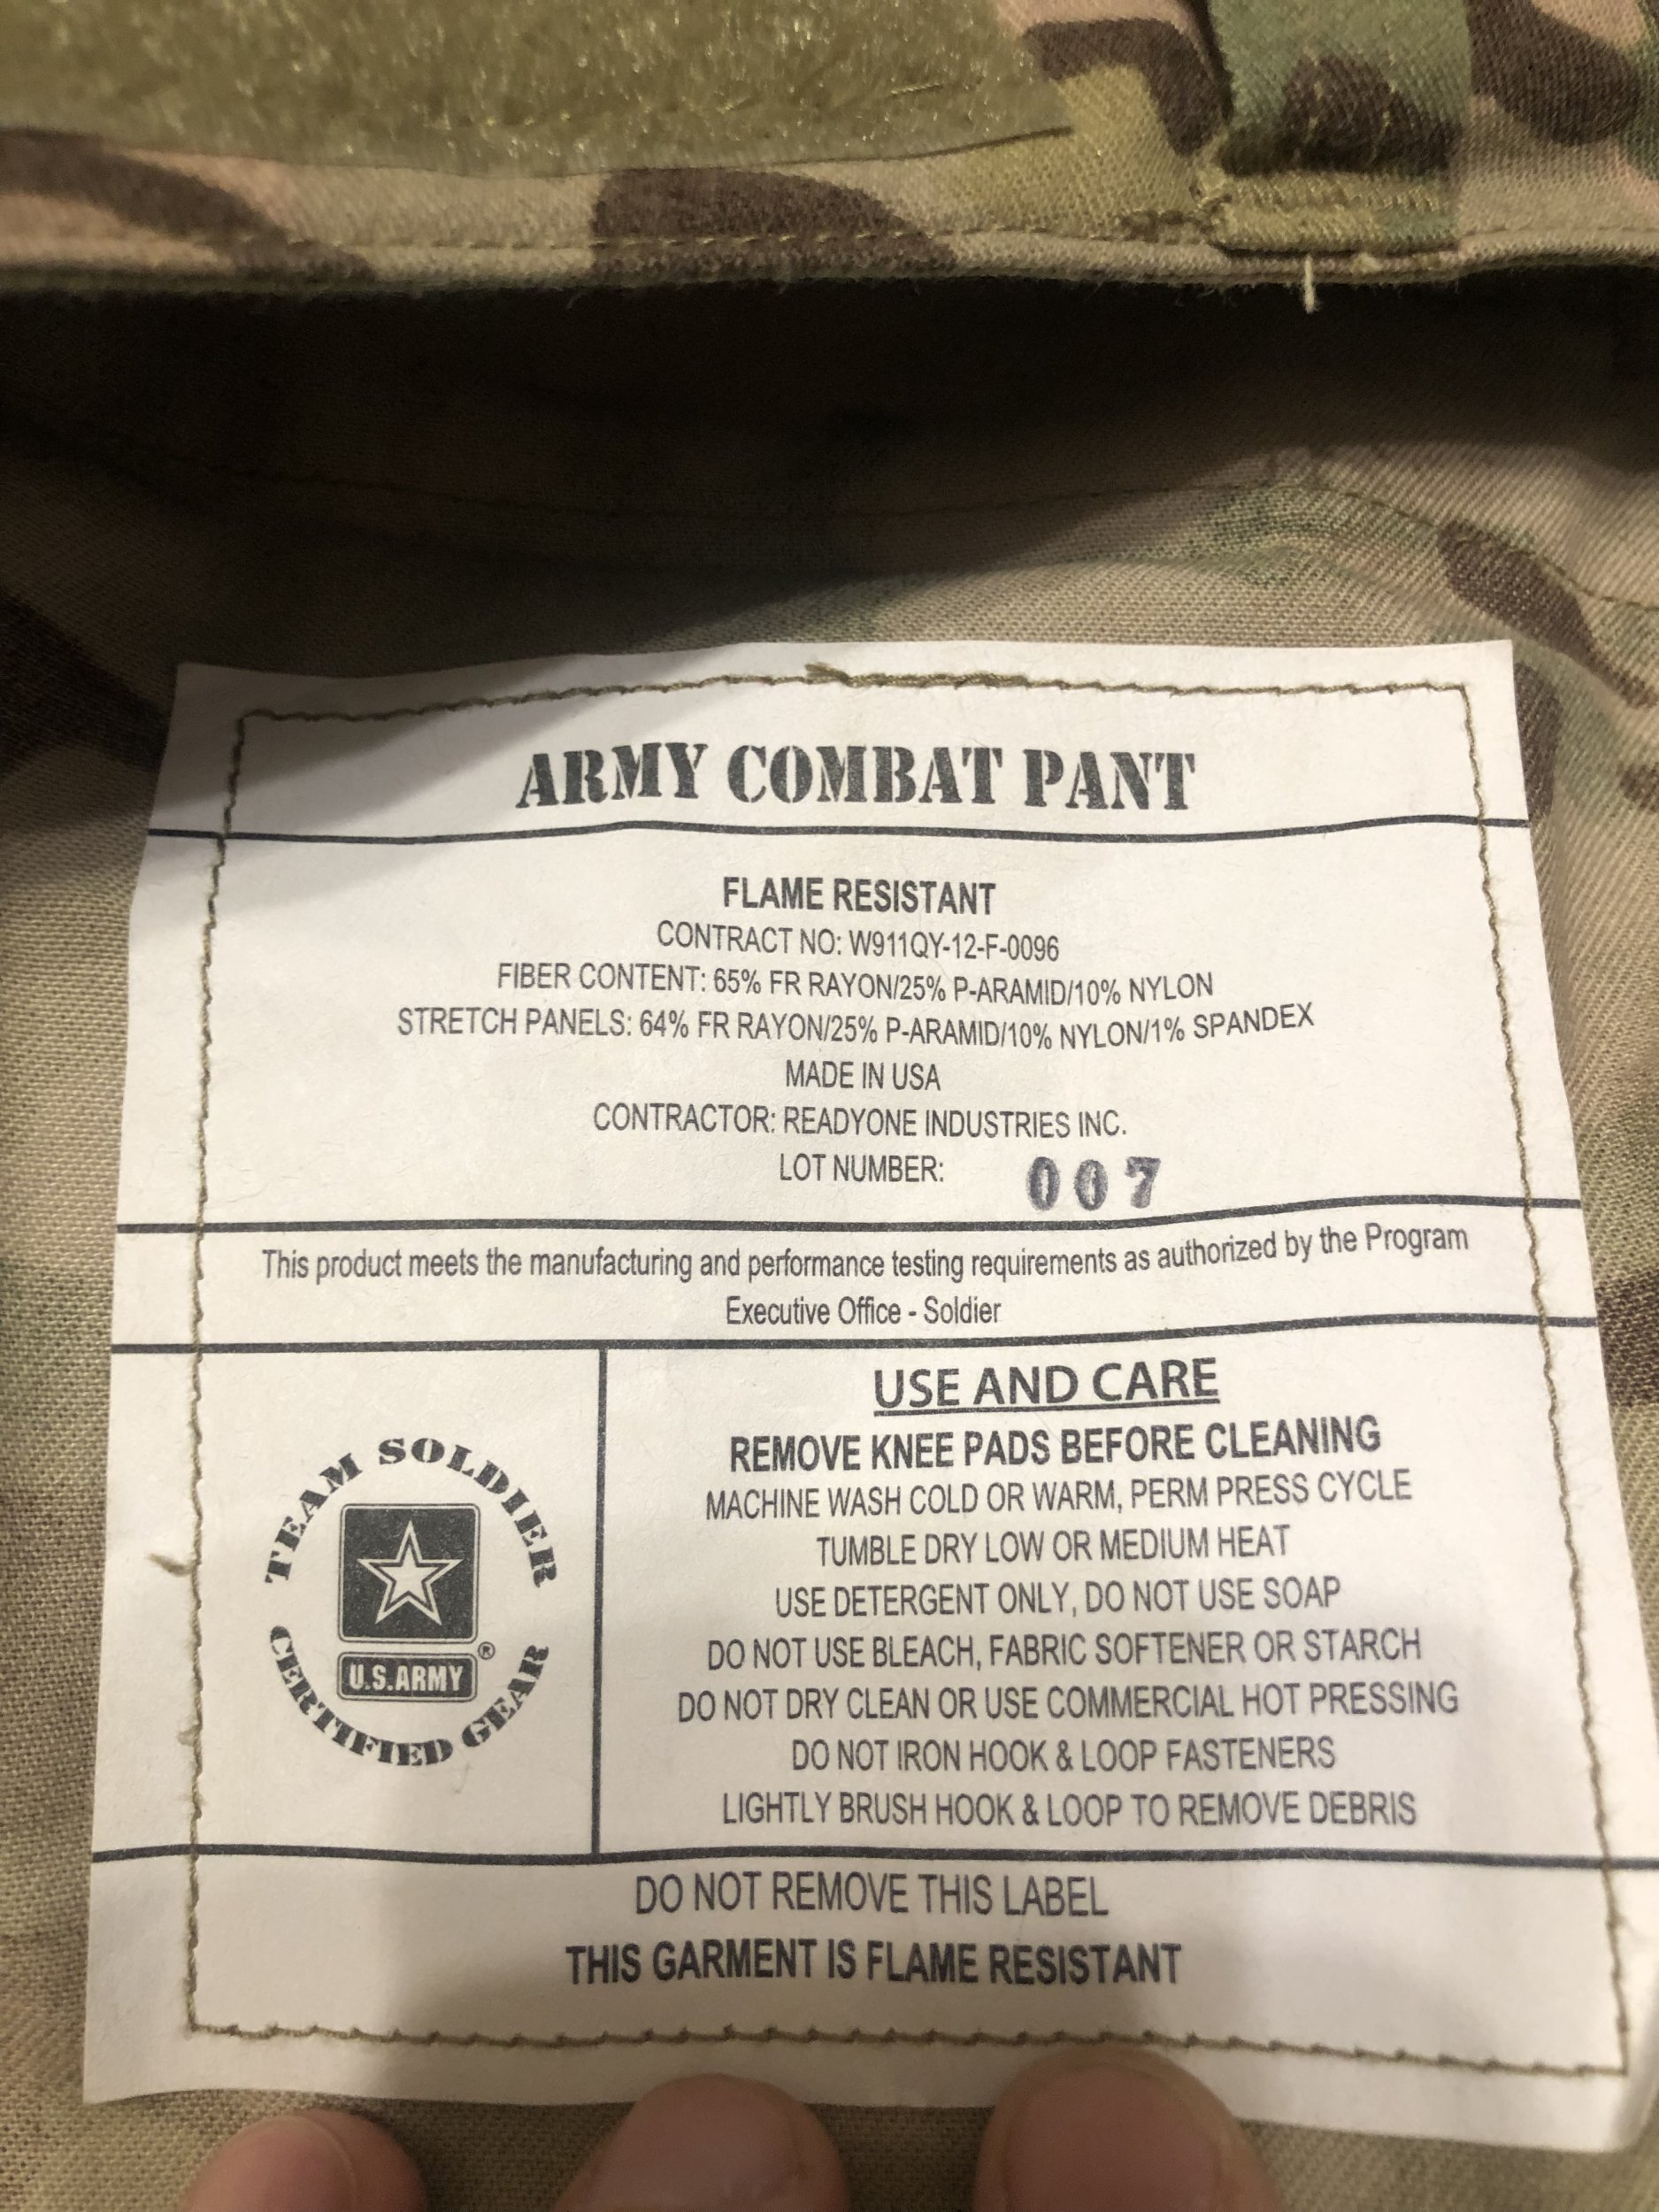 ARMY COMBAT PANT
FLAME RESISTANT
CONTRACT NO: W911QY-12-F-0096
FIBER CONTENT: 65% FR RAYON/25% P-ARAMID/10% NYLON
STRETCH PANELS: 64% FR RAYON/25% P-ARAMID/10% NYLON/1% SPANDEX
MADE IN USA
CONTRACTOR: READYONE INDUSTRIES INC.
LOT NUMBER: 007
This product meets the manufacturing and performance testing requirements as authorized by the Program
Executive Office - Soldier
TEAM SOLDIER
U.S.ARMY ®
CERTIFIED GEAR
USE AND CARE
REMOVE KNEE PADS BEFORE CLEANING
MACHINE WASH COLD OR WARM, PERM PRESS CYCLE
TUMBLE DRY LOW OR MEDIUM HEAT
USE DETERGENT ONLY, DO NOT USE SOAP
DO NOT USE BLEACH, FABRIC SOFTENER OR STARCH
DO NOT DRY CLEAN OR USE COMMERCIAL HOT PRESSING
DO NOT IRON HOOK & LOOP FASTENERS
LIGHTLY BRUSH HOOK & LOOP TO REMOVE DEBRIS
DO NOT REMOVE THIS LABEL
THIS GARMENT IS FLAME RESISTANT